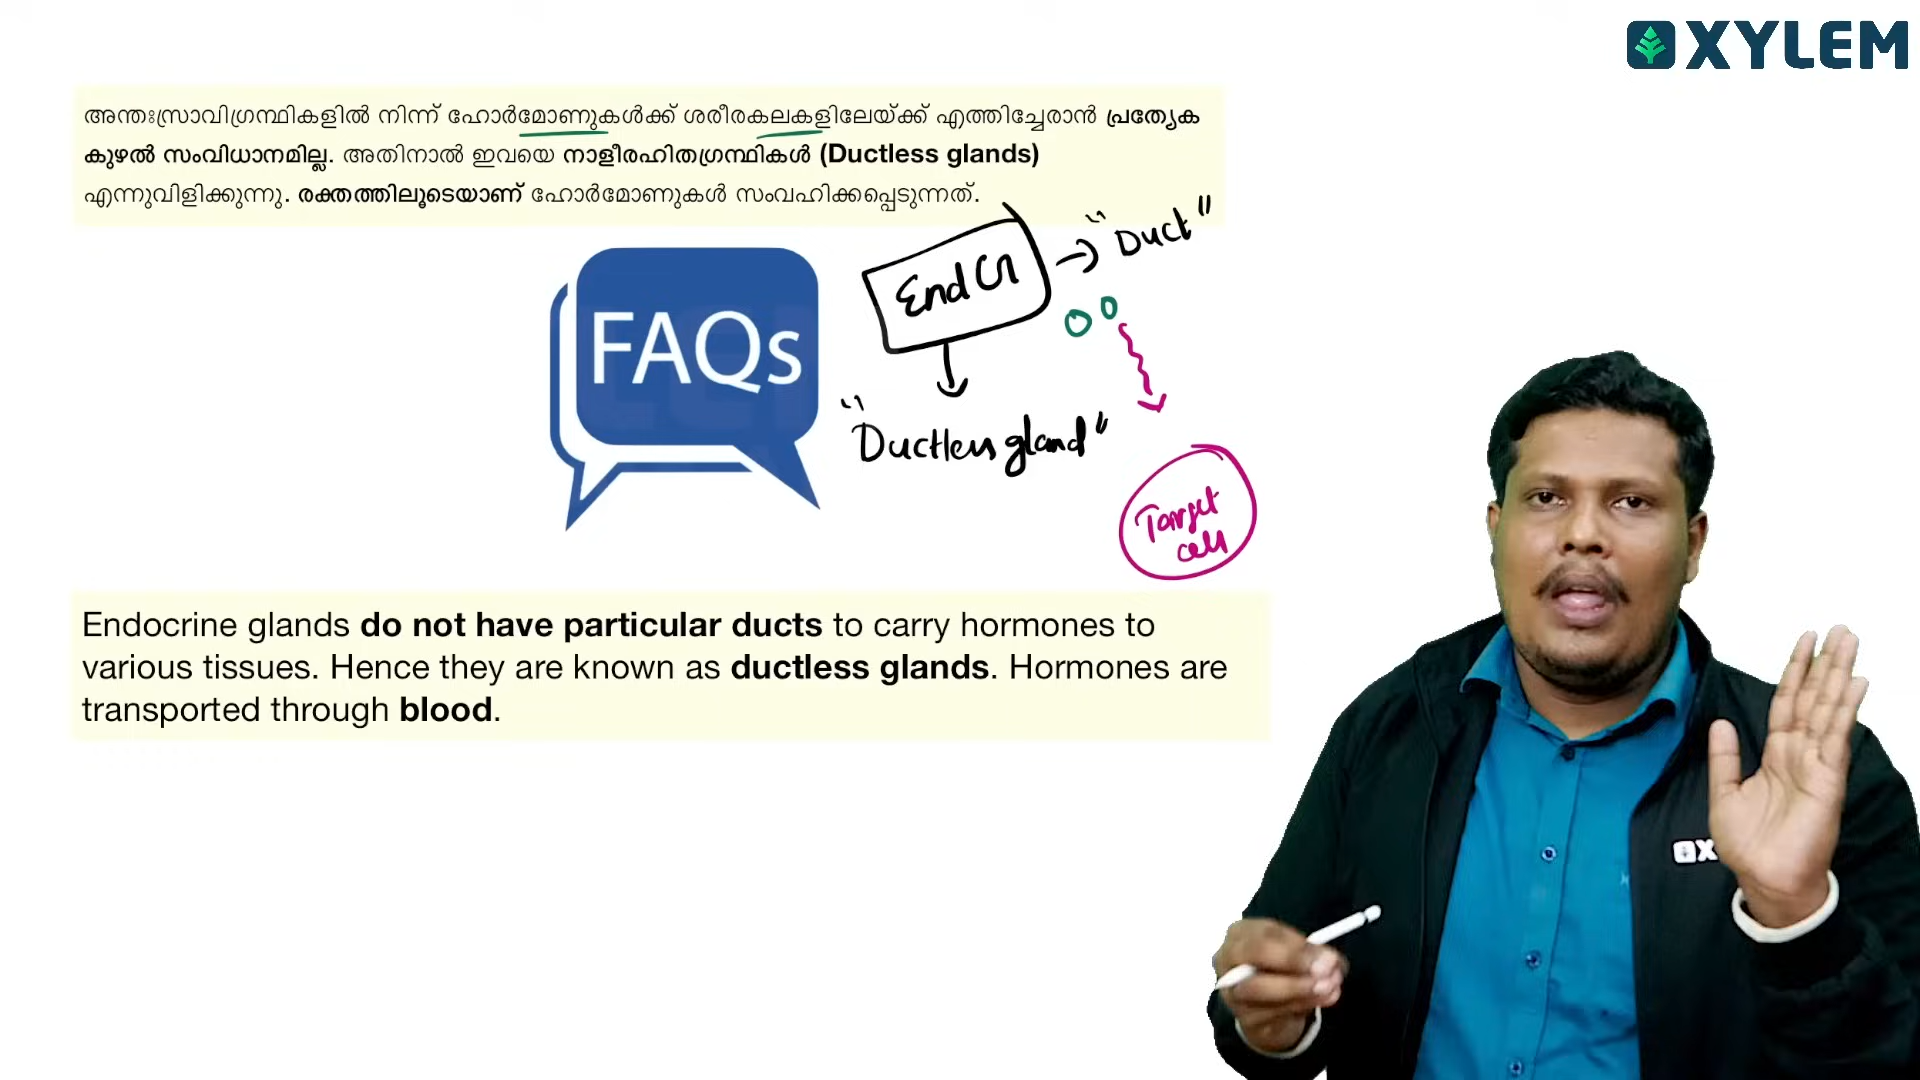 XYLEM
അന്തഃസ്രാവിഗ്രന്ഥികളിൽ നിന്ന് ഹോർമോണുകൾക്ക് ശരീരകലകളിലേയ്ക്ക് എത്തിച്ചേരാൻ പ്രത്യേക
കുഴൽ സംവിധാനമില്ല. അതിനാൽ ഇവയെ നാളീരഹിതഗ്രന്ഥികൾ (Ductless glands)
എന്നുവിളിക്കുന്നു. രക്തത്തിലൂടെയാണ് ഹോർമോണുകൾ സംവഹിക്കപ്പെടുന്നത്.
"Duct"
FAQs
"Ductless gland"
Target
cell
Endocrine glands do not have particular ducts to carry hormones to
various tissues. Hence they are known as ductless glands. Hormones are
transported through blood.